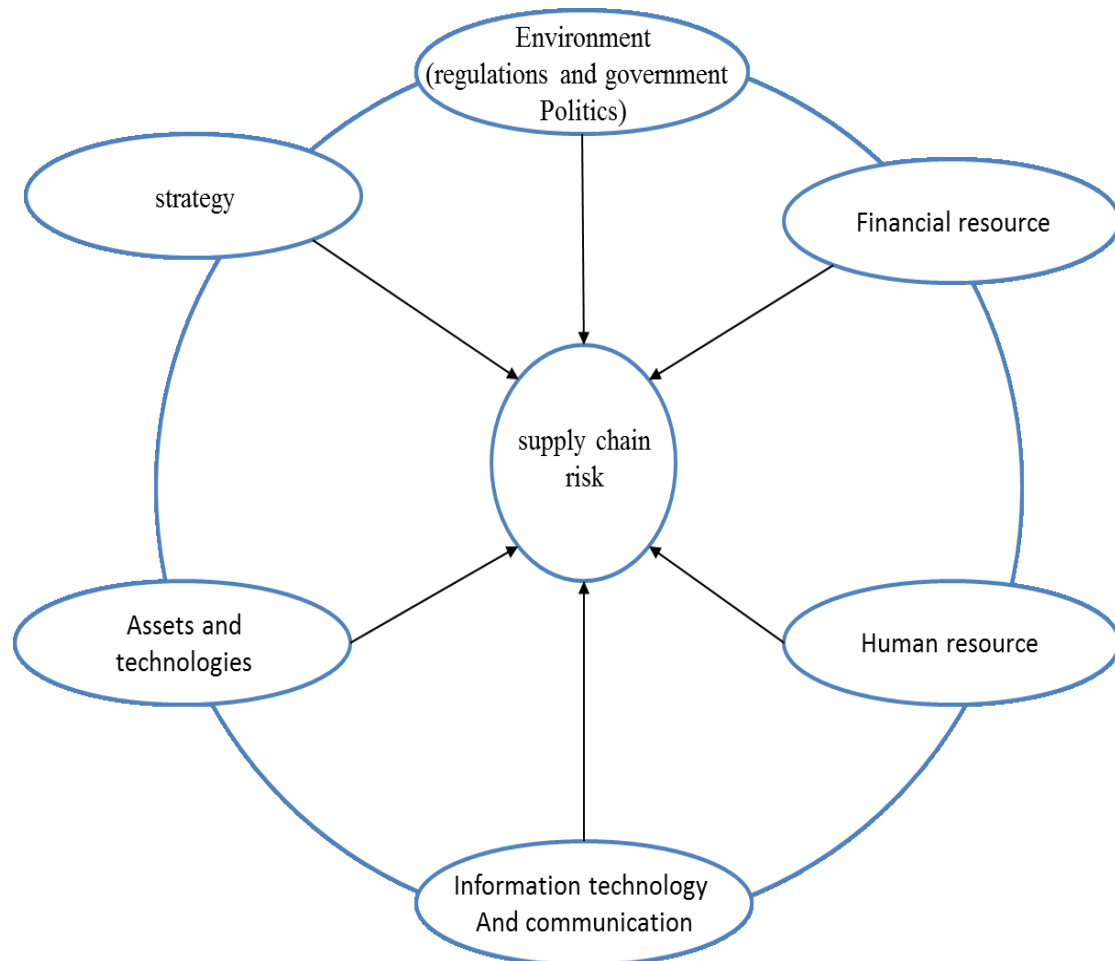 Environment
(regulations and government
Politics)
strategy
Financial resource
supply chain
risk
Assets and
technologies
Human resource
Information technology
And communication